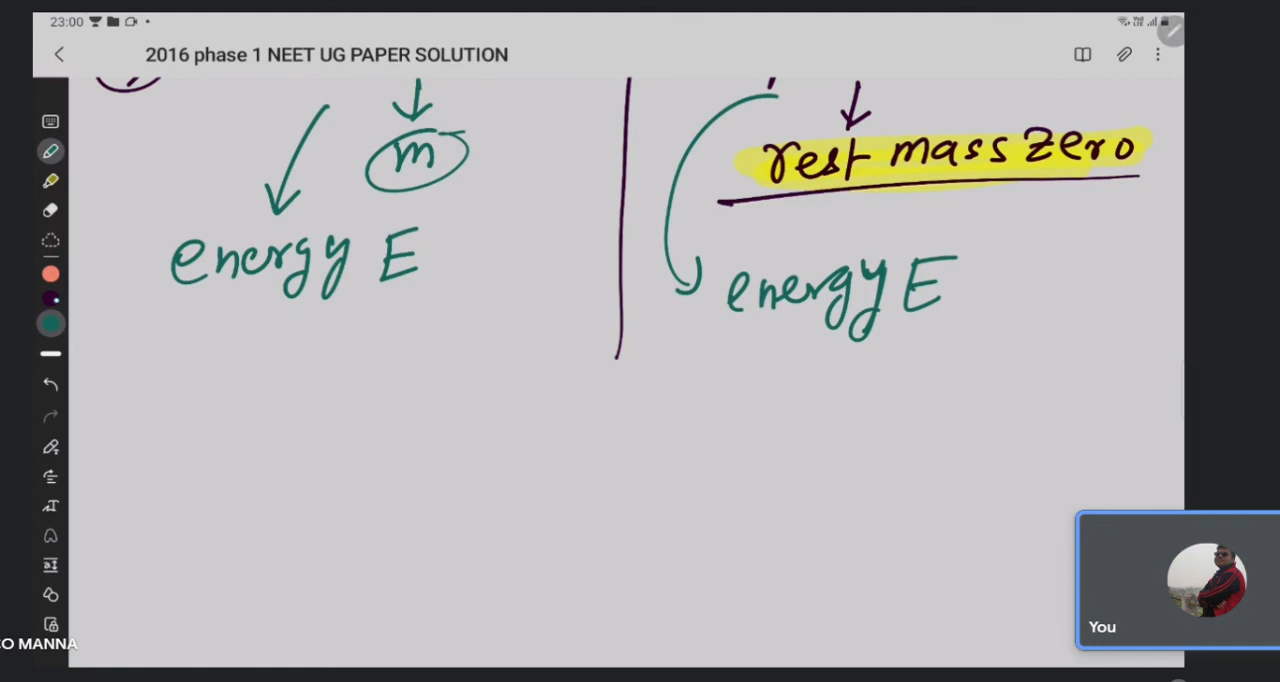 23:00
2016 phase 1 NEET UG PAPER SOLUTION
m
rest mass zero
energy E
energy E
You
O MANNA